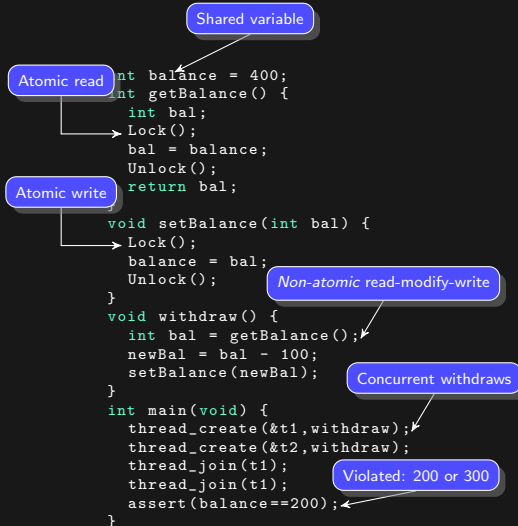 Shared variable
int balance = 400;
Atomic read
int getBalance() {
int bal;
Lock();
bal = balance;
Unlock();
return bal;
Atomic write
}
void setBalance(int bal) {
Lock();
balance = bal;
Unlock();
Non-atomic read-modify-write
}
void withdraw() {
int bal = getBalance();
newBal = bal - 100;
setBalance(newBal);
Concurrent withdraws
}
int main(void) {
thread_create(&t1,withdraw);
thread_create(&t2,withdraw);
thread_join(t1);
Violated: 200 or 300
thread_join(t1);
assert(balance==200);
}